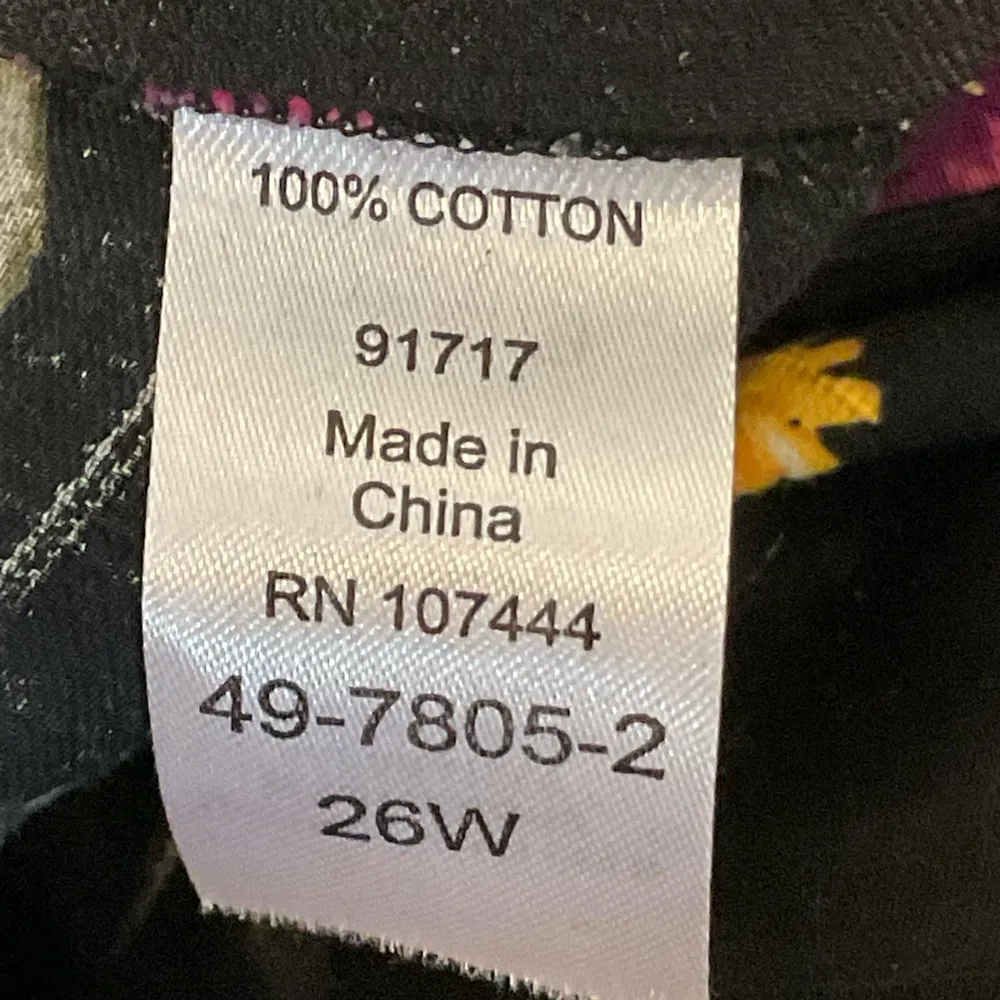 100% COTTON
91717
Made in
China
RN 107444
49-7805-2
26W